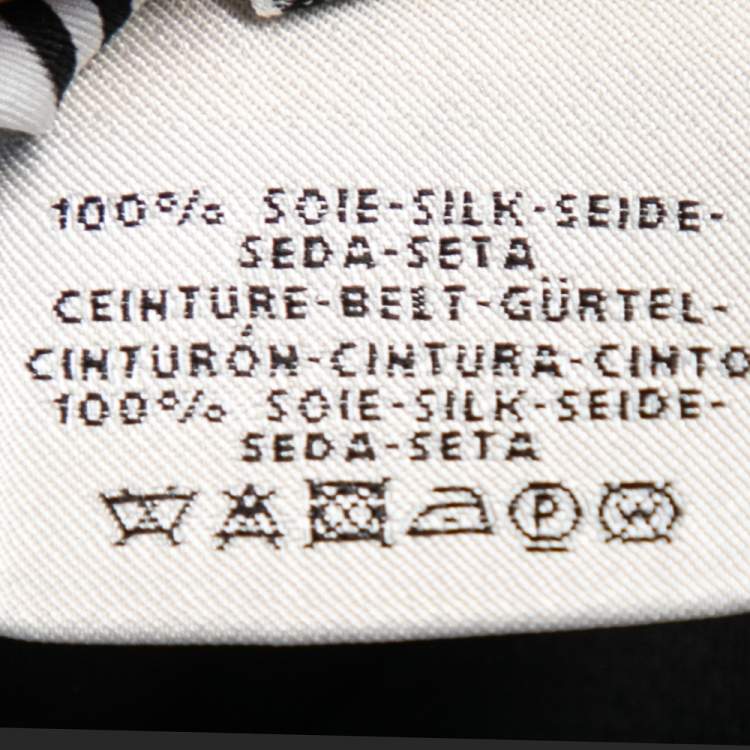 100% SOIE-SILK-SEIDE-
SEDA-SETA
CEINTURE-BELT-GÜRTEL-
CINTURÓN-CINTURA-CINTO
100% SOIE-SILK-SEIDE-
SEDA-SETA
P W